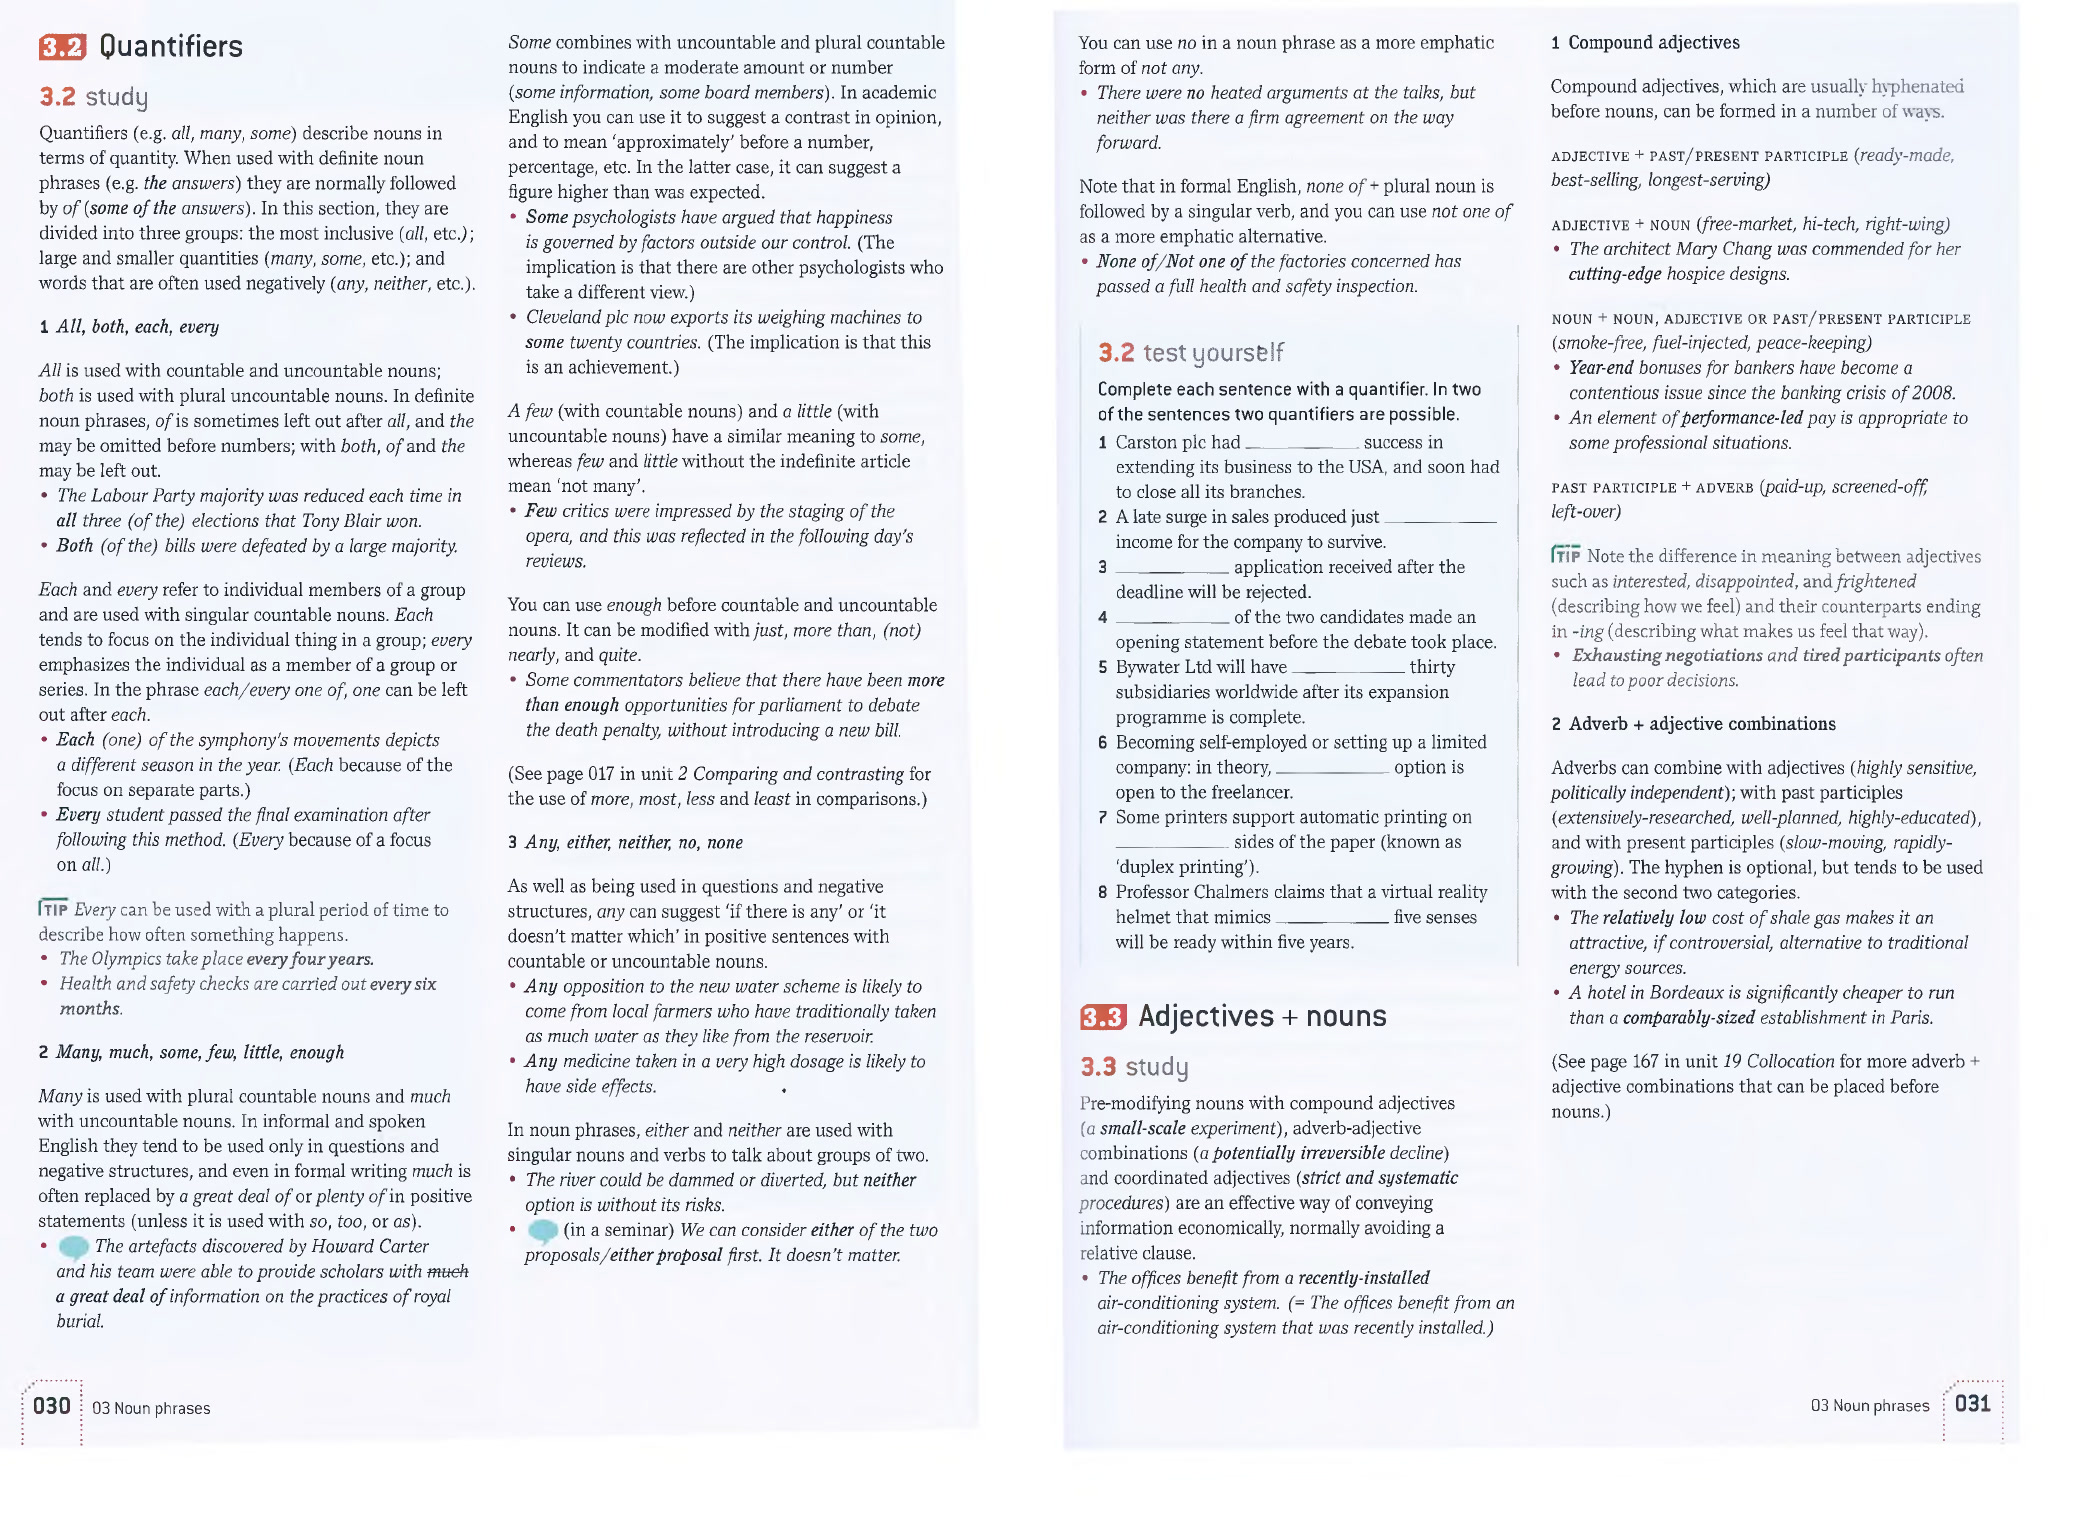 3.2 Quantifiers
3.2 study
Quantifiers (e.g. all, many, some) describe nouns in
terms of quantity. When used with definite noun
phrases (e.g. the answers) they are normally followed
by of (some of the answers). In this section, they are
divided into three groups: the most inclusive (all, etc.);
large and smaller quantities (many, some, etc.); and
words that are often used negatively (any, neither, etc.).
1 All, both, each, every
All is used with countable and uncountable nouns;
both is used with plural uncountable nouns. In definite
noun phrases, of is sometimes left out after all, and the
may be omitted before numbers; with both, of and the
may be left out.
• The Labour Party majority was reduced each time in
all three (of the) elections that Tony Blair won.
• Both (of the) bills were defeated by a large majority.
Each and every refer to individual members of a group
and are used with singular countable nouns. Each
tends to focus on the individual thing in a group; every
emphasizes the individual as a member of a group or
series. In the phrase each/every one of, one can be left
out after each.
• Each (one) of the symphony's movements depicts
a different season in the year. (Each because of the
focus on separate parts.)
• Every student passed the final examination after
following this method. (Every because of a focus
on all.)
TIP Every can be used with a plural period of time to
describe how often something happens.
• The Olympics take place every four years.
• Health and safety checks are carried out every six
months.
2 Many, much, some, few, little, enough
Many is used with plural countable nouns and much
with uncountable nouns. In informal and spoken
English they tend to be used only in questions and
negative structures, and even in formal writing much is
often replaced by a great deal of or plenty of in positive
statements (unless it is used with so, too, or as).
• The artefacts discovered by Howard Carter
and his team were able to provide scholars with much
a great deal of information on the practices of royal
burial.
030 03 Noun phrases
Some combines with uncountable and plural countable
nouns to indicate a moderate amount or number
(some information, some board members). In academic
English you can use it to suggest a contrast in opinion,
and to mean 'approximately' before a number,
percentage, etc. In the latter case, it can suggest a
figure higher than was expected.
• Some psychologists have argued that happiness
is governed by factors outside our control. (The
implication is that there are other psychologists who
take a different view.)
• Cleveland plc now exports its weighing machines to
some twenty countries. (The implication is that this
is an achievement.)
A few (with countable nouns) and a little (with
uncountable nouns) have a similar meaning to some,
whereas few and little without the indefinite article
mean 'not many'.
• Few critics were impressed by the staging of the
opera, and this was reflected in the following day's
reviews.
You can use enough before countable and uncountable
nouns. It can be modified with just, more than, (not)
nearly, and quite.
• Some commentators believe that there have been more
than enough opportunities for parliament to debate
the death penalty, without introducing a new bill.
(See page 017 in unit 2 Comparing and contrasting for
the use of more, most, less and least in comparisons.)
3 Any, either, neither, no, none
As well as being used in questions and negative
structures, any can suggest 'if there is any' or 'it
doesn't matter which' in positive sentences with
countable or uncountable nouns.
• Any opposition to the new water scheme is likely to
come from local farmers who have traditionally taken
as much water as they like from the reservoir.
• Any medicine taken in a very high dosage is likely to
have side effects.
In noun phrases, either and neither are used with
singular nouns and verbs to talk about groups of two.
• The river could be dammed or diverted, but neither
option is without its risks.
• (in a seminar) We can consider either of the two
proposals/either proposal first. It doesn't matter.
You can use no in a noun phrase as a more emphatic
form of not any.
• There were no heated arguments at the talks, but
neither was there a firm agreement on the way
forward.
Note that in formal English, none of + plural noun is
followed by a singular verb, and you can use not one of
as a more emphatic alternative.
• None of/Not one of the factories concerned has
passed a full health and safety inspection.
3.2 test yourself
Complete each sentence with a quantifier. In two
of the sentences two quantifiers are possible.
1 Carston plc had ____________ success in
extending its business to the USA, and soon had
to close all its branches.
2 A late surge in sales produced just ____________
income for the company to survive.
3 ____________ application received after the
deadline will be rejected.
4 ____________ of the two candidates made an
opening statement before the debate took place.
5 Bywater Ltd will have ____________ thirty
subsidiaries worldwide after its expansion
programme is complete.
6 Becoming self-employed or setting up a limited
company: in theory, ____________ option is
open to the freelancer.
7 Some printers support automatic printing on
____________ sides of the paper (known as
'duplex printing').
8 Professor Chalmers claims that a virtual reality
helmet that mimics ____________ five senses
will be ready within five years.
3.3 Adjectives + nouns
3.3 study
Pre-modifying nouns with compound adjectives
(a small-scale experiment), adverb-adjective
combinations (a potentially irreversible decline)
and coordinated adjectives (strict and systematic
procedures) are an effective way of conveying
information economically, normally avoiding a
relative clause.
• The offices benefit from a recently-installed
air-conditioning system. (= The offices benefit from an
air-conditioning system that was recently installed.)
1 Compound adjectives
Compound adjectives, which are usually hyphenated
before nouns, can be formed in a number of ways.
ADJECTIVE + PAST/PRESENT PARTICIPLE (ready-made,
best-selling, longest-serving)
ADJECTIVE + NOUN (free-market, hi-tech, right-wing)
• The architect Mary Chang was commended for her
cutting-edge hospice designs.
NOUN + NOUN, ADJECTIVE OR PAST/PRESENT PARTICIPLE
(smoke-free, fuel-injected, peace-keeping)
• Year-end bonuses for bankers have become a
contentious issue since the banking crisis of 2008.
• An element of performance-led pay is appropriate to
some professional situations.
PAST PARTICIPLE + ADVERB (paid-up, screened-off,
left-over)
TIP Note the difference in meaning between adjectives
such as interested, disappointed, and frightened
(describing how we feel) and their counterparts ending
in -ing (describing what makes us feel that way).
• Exhausting negotiations and tired participants often
lead to poor decisions.
2 Adverb + adjective combinations
Adverbs can combine with adjectives (highly sensitive,
politically independent); with past participles
(extensively-researched, well-planned, highly-educated),
and with present participles (slow-moving, rapidly-
growing). The hyphen is optional, but tends to be used
with the second two categories.
• The relatively low cost of shale gas makes it an
attractive, if controversial, alternative to traditional
energy sources.
• A hotel in Bordeaux is significantly cheaper to run
than a comparably-sized establishment in Paris.
(See page 167 in unit 19 Collocation for more adverb +
adjective combinations that can be placed before
nouns.)
03 Noun phrases 031